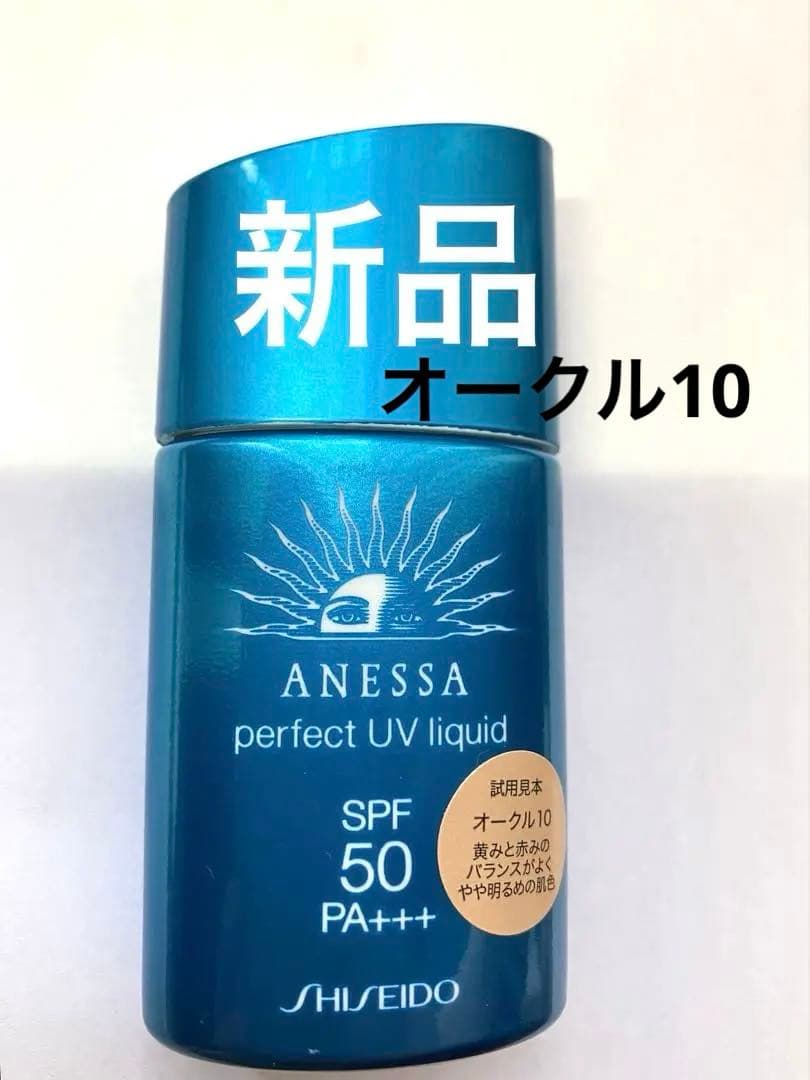 新品
オークル10
ANESSA
perfect UV liquid
SPF
50
PA+++
SHISEIDO
試用見本
オークル10
黄みと赤みの
バランスがよく
やや明るめの肌色